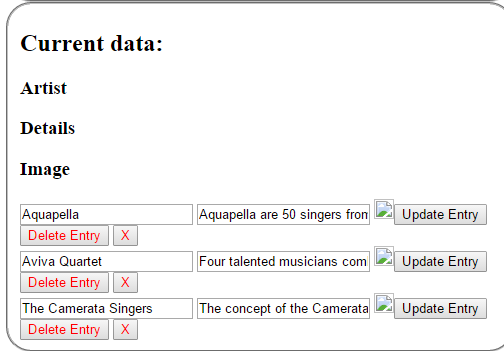 Current data:
Artist
Details
Image
Aquapella Aquapella are 50 singers from Update Entry
Delete Entry X
Aviva Quartet Four talented musicians com Update Entry
Delete Entry X
The Camerata Singers The concept of the Camerata Update Entry
Delete Entry X